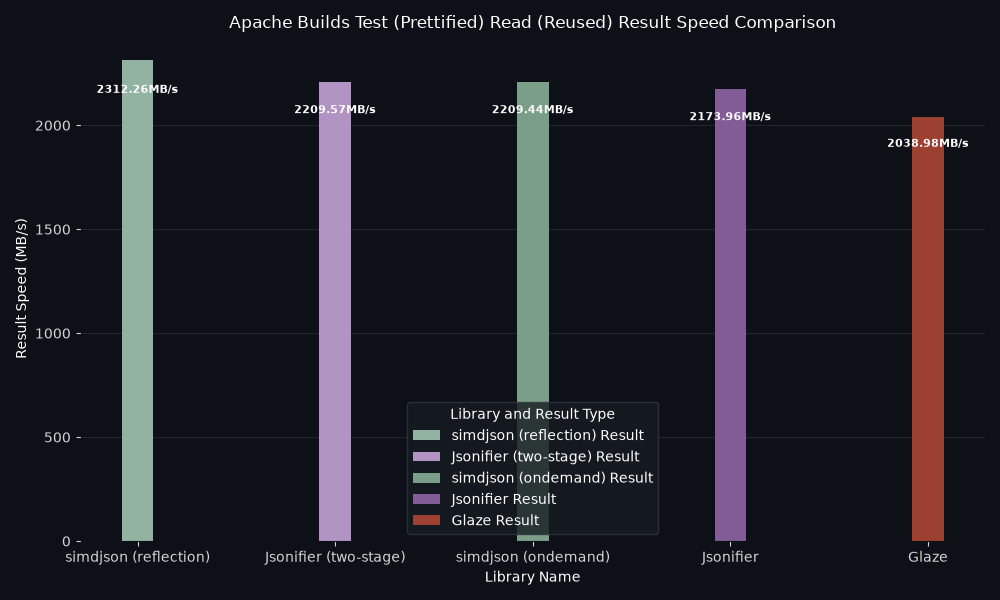 Apache Builds Test (Prettified) Read (Reused) Result Speed Comparison
2312.26MB/s
2209.57MB/s
2209.44MB/s
2173.96MB/s
2038.98MB/s
Result Speed (MB/s)
2000
1500
1000
500
0
Library and Result Type
simdjson (reflection) Result
Jsonifier (two-stage) Result
simdjson (ondemand) Result
Jsonifier Result
Glaze Result
simdjson (reflection)
Jsonifier (two-stage)
simdjson (ondemand)
Jsonifier
Glaze
Library Name